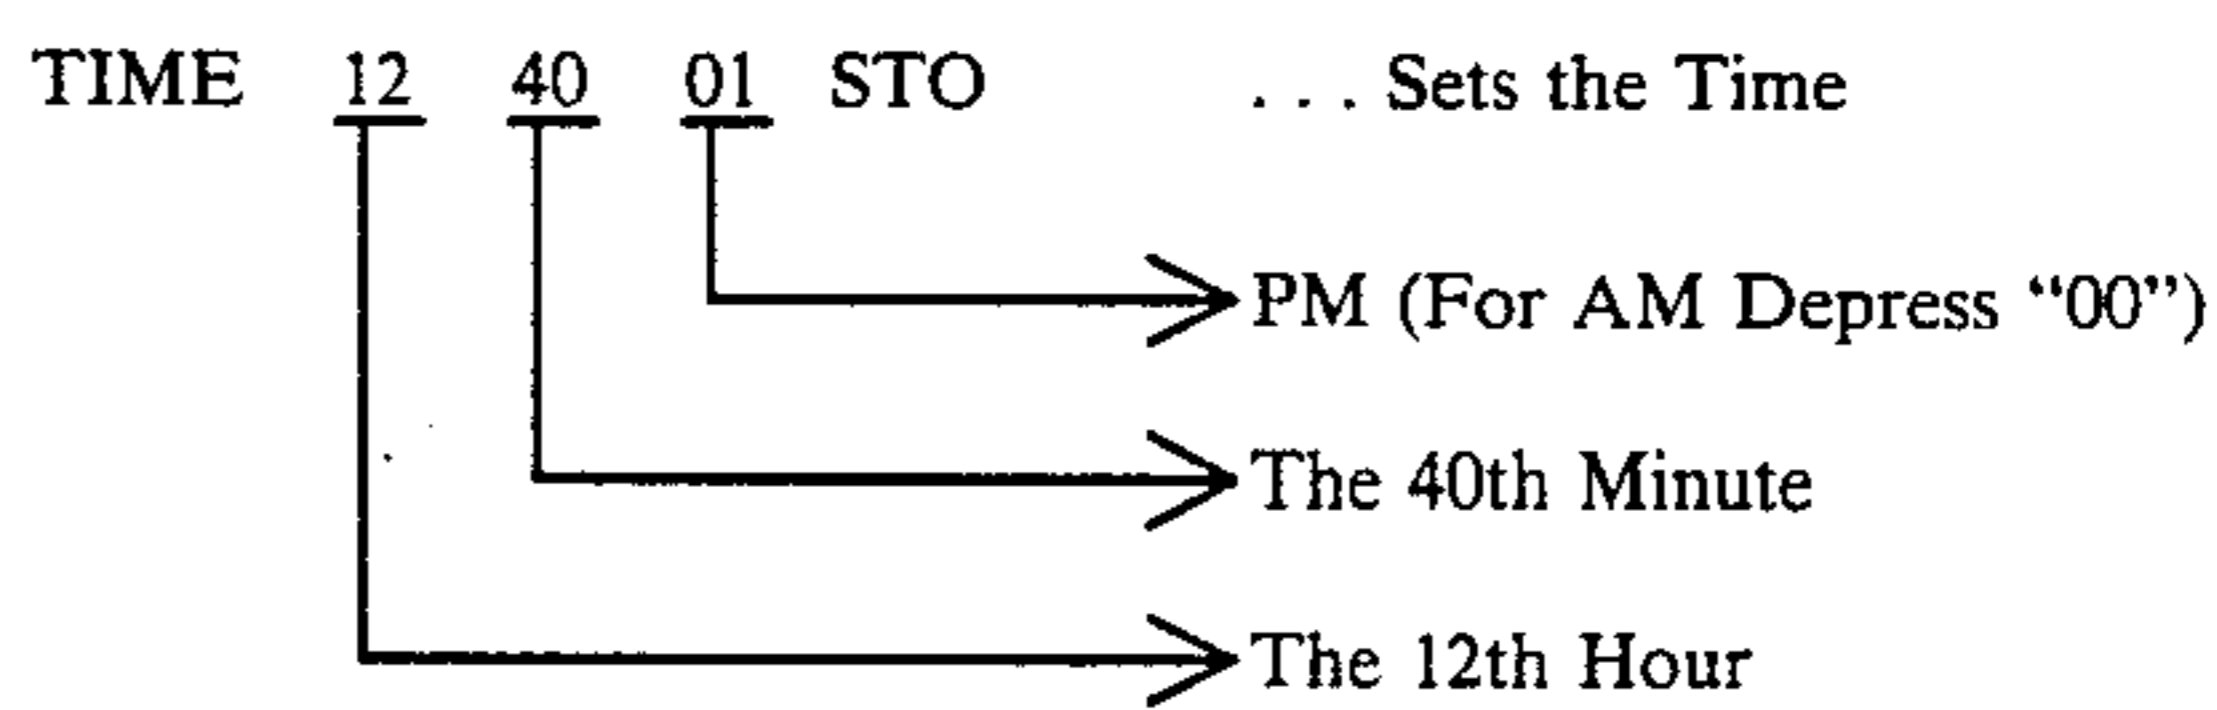 TIME 12 40 01 STO ... Sets the Time
PM (For AM Depress “00”)
The 40th Minute
The 12th Hour